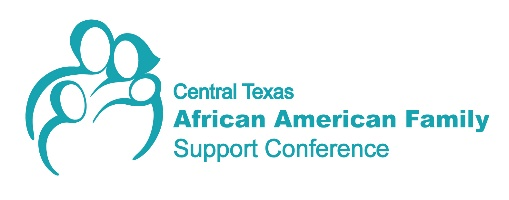 Central Texas
African American Family
Support Conference